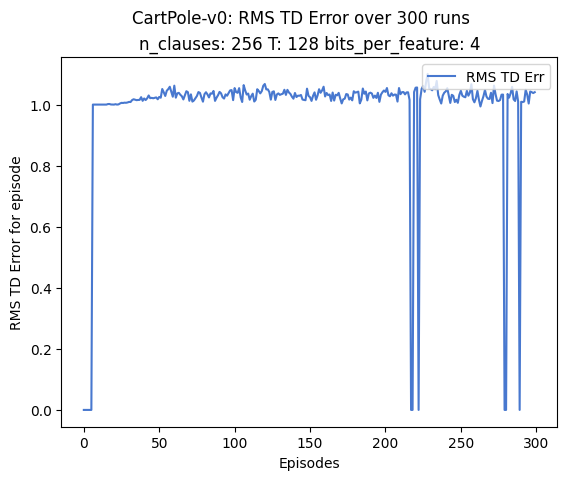 CartPole-v0: RMS TD Error over 300 runs
n_clauses: 256 T: 128 bits_per_feature: 4
RMS TD Err
RMS TD Error for episode
1.0
0.8
0.6
0.4
0.2
0.0
0
50
100
150
200
250
300
Episodes